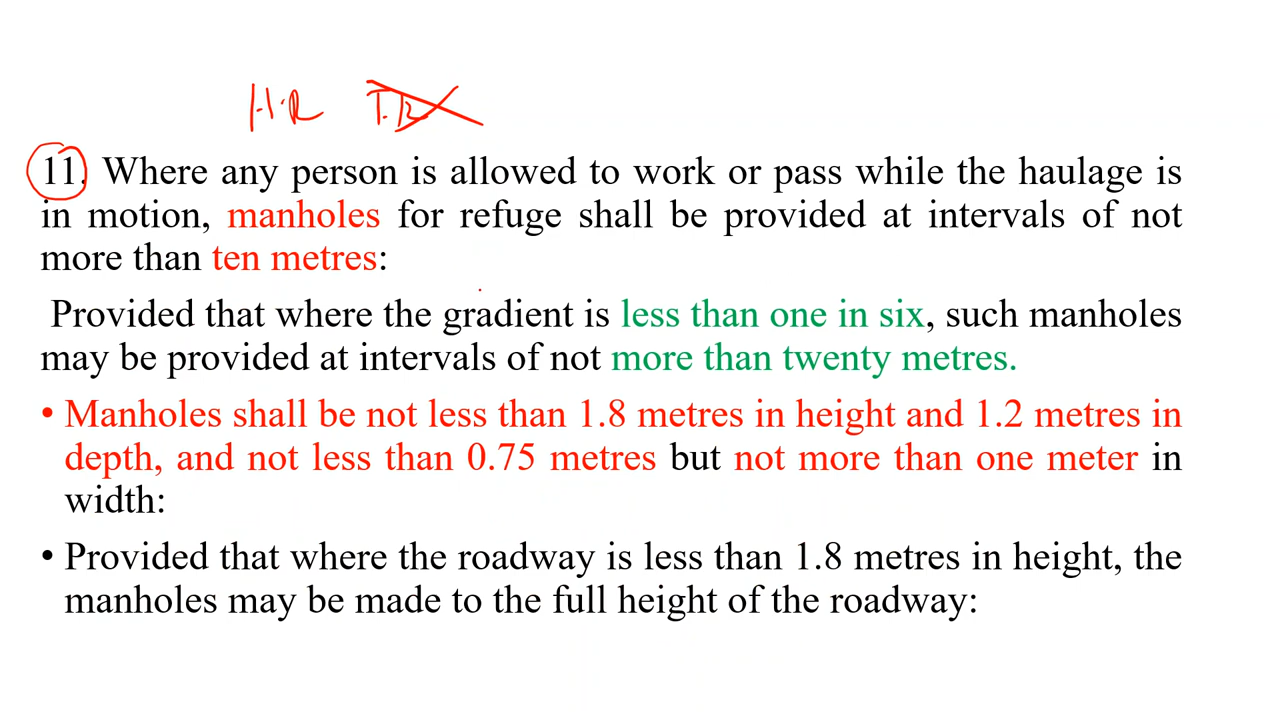 H.R T.R
11. Where any person is allowed to work or pass while the haulage is
in motion, manholes for refuge shall be provided at intervals of not
more than ten metres:
Provided that where the gradient is less than one in six, such manholes
may be provided at intervals of not more than twenty metres.
• Manholes shall be not less than 1.8 metres in height and 1.2 metres in
depth, and not less than 0.75 metres but not more than one meter in
width:
• Provided that where the roadway is less than 1.8 metres in height, the
manholes may be made to the full height of the roadway: